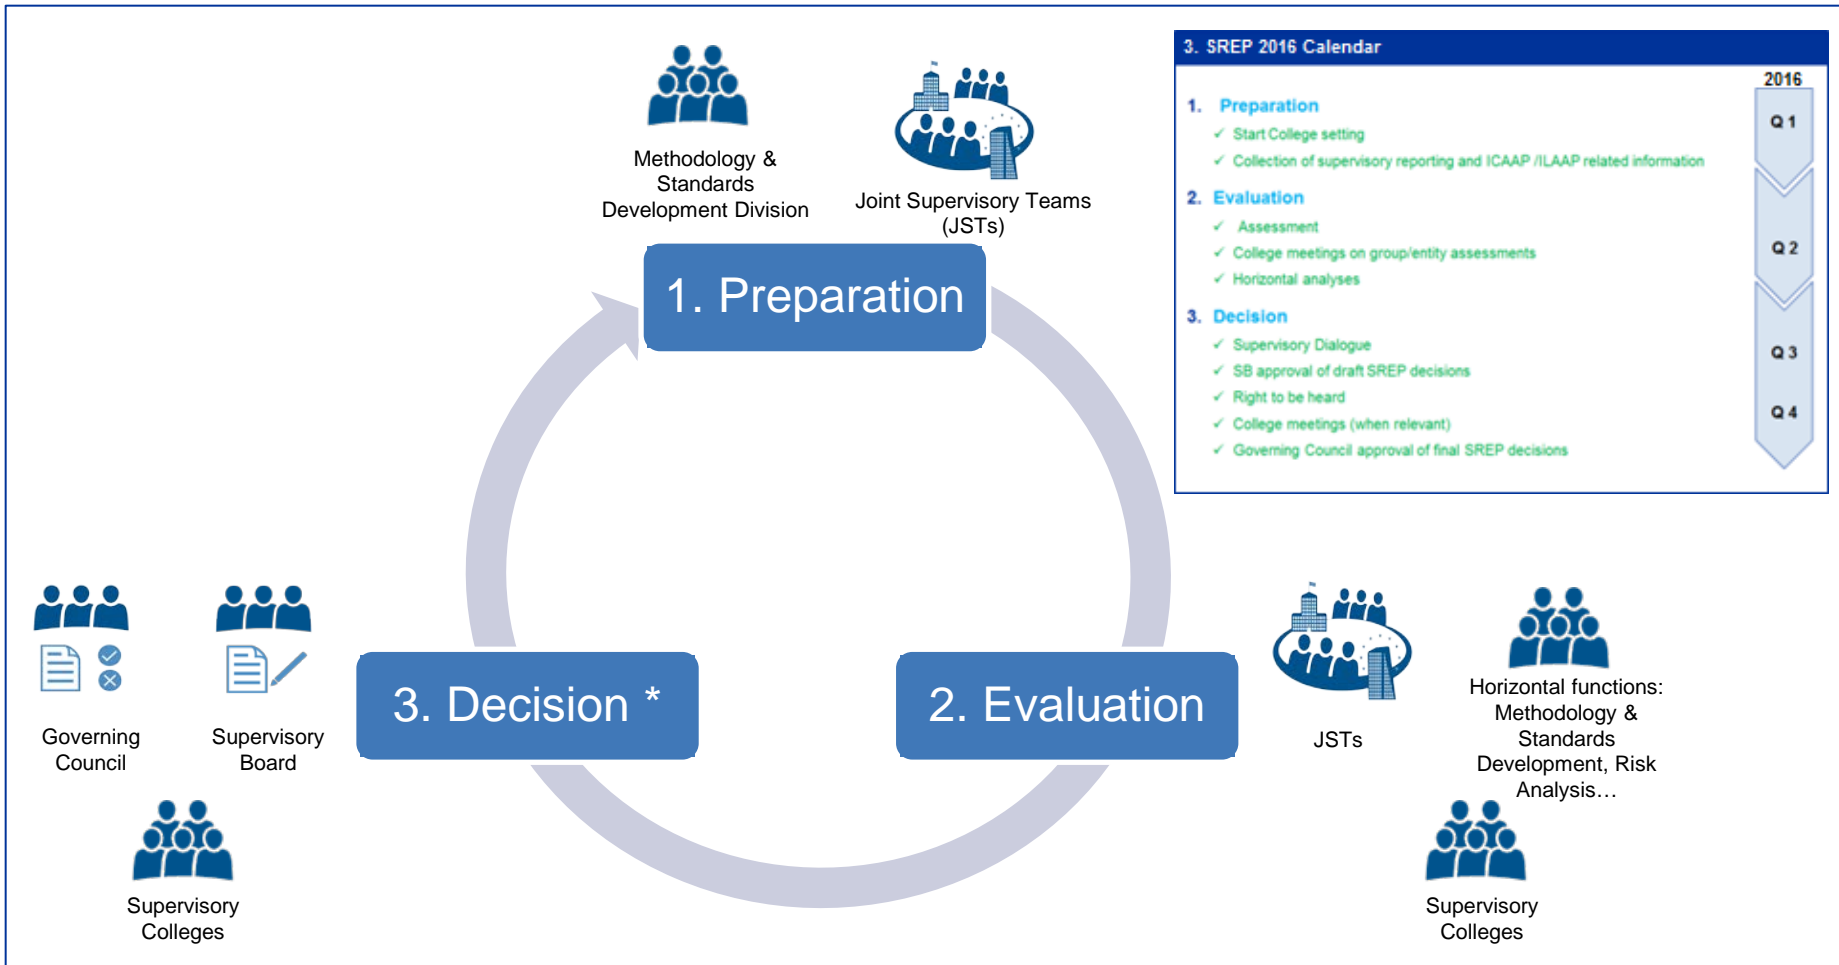 Methodology &
Standards
Development Division
Joint Supervisory Teams
(JSTs)
3. SREP 2016 Calendar
2016
1. Preparation
✓ Start College setting
✓ Collection of supervisory reporting and ICAAP /ILAAP related information
Q 1
2. Evaluation
✓ Assessment
✓ College meetings on group/entity assessments
✓ Horizontal analyses
Q 2
3. Decision
✓ Supervisory Dialogue
✓ SB approval of draft SREP decisions
✓ Right to be heard
✓ College meetings (when relevant)
✓ Governing Council approval of final SREP decisions
Q 3
Q 4
1. Preparation
2. Evaluation
3. Decision *
Governing
Council
Supervisory
Board
Supervisory
Colleges
JSTs
Horizontal functions:
Methodology &
Standards
Development, Risk
Analysis…
Supervisory
Colleges